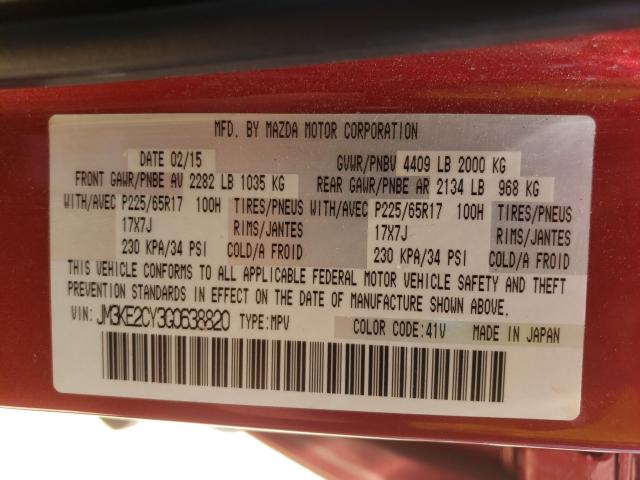 MFD. BY MAZDA MOTOR CORPORATION
DATE 02/15 GVWR/PNBV 4409 LB 2000 KG
FRONT GAWR/PNBE AV 2282 LB 1035 KG REAR GAWR/PNBE AR 2134 LB 968 KG
WITH/AVEC P225/65R17 100H TIRES/PNEUS WITH/AVEC P225/65R17 100H TIRES/PNEUS
17X7J RIMS/JANTES 17X7J RIMS/JANTES
230 KPA/34 PSI COLD/A FROID 230 KPA/34 PSI COLD/A FROID
THIS VEHICLE CONFORMS TO ALL APPLICABLE FEDERAL MOTOR VEHICLE SAFETY AND THEFT
PREVENTION STANDARDS IN EFFECT ON THE DATE OF MANUFACTURE SHOWN ABOVE.
VIN: JM3KE2CY3G0638820 TYPE:MPV COLOR CODE:41V MADE IN JAPAN